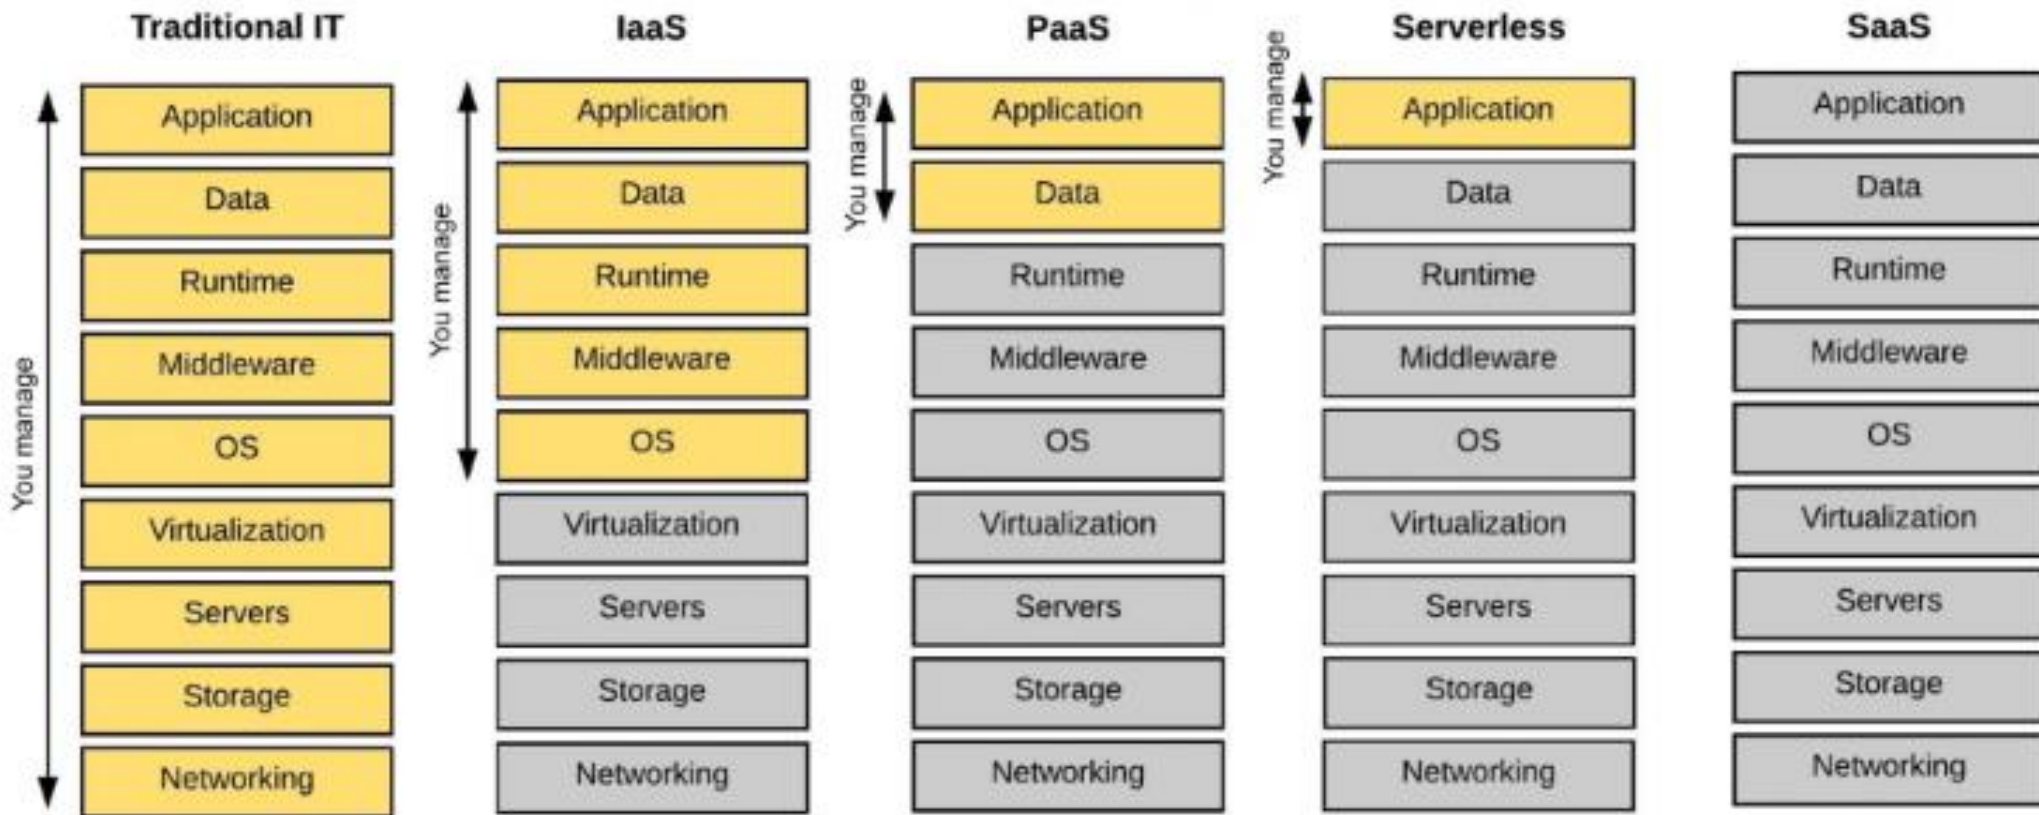 Traditional IT
IaaS
PaaS
Serverless
SaaS
You manage
Application
Data
Runtime
Middleware
OS
Virtualization
Servers
Storage
Networking
You manage
Application
Data
Runtime
Middleware
OS
Virtualization
Servers
Storage
Networking
You manage
Application
Data
Runtime
Middleware
OS
Virtualization
Servers
Storage
Networking
You manage
Application
Data
Runtime
Middleware
OS
Virtualization
Servers
Storage
Networking
Application
Data
Runtime
Middleware
OS
Virtualization
Servers
Storage
Networking